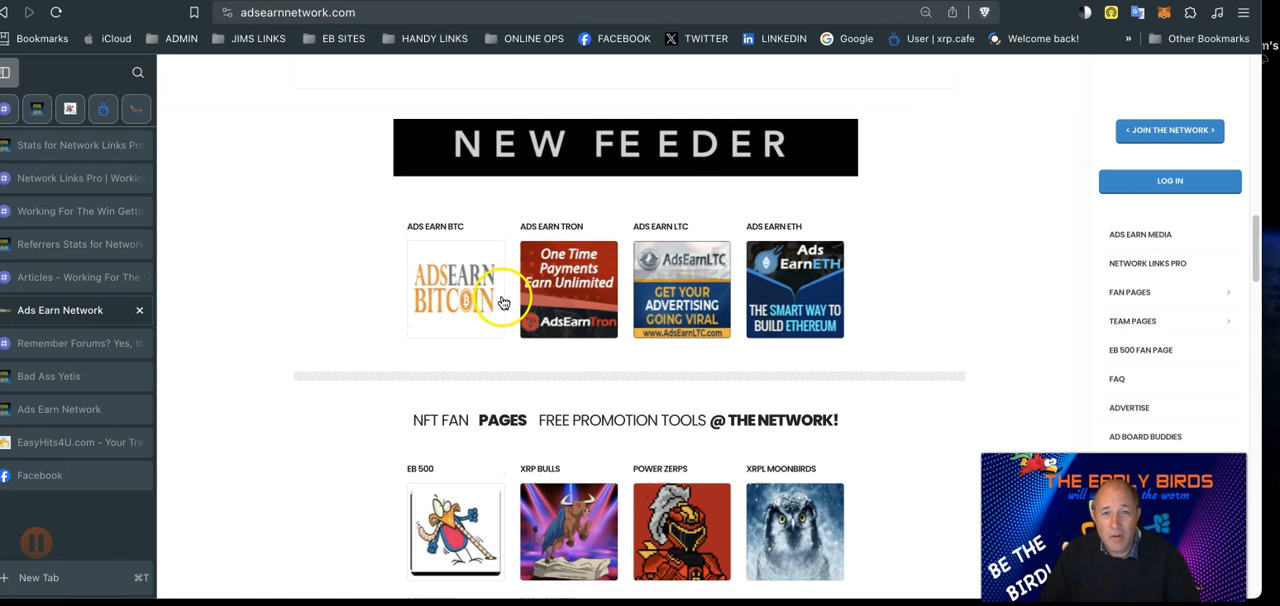 adsearnnetwork.com
Bookmarks
iCloud
ADMIN
JIMS LINKS
EB SITES
HANDY LINKS
ONLINE OPS
FACEBOOK
TWITTER
LINKEDIN
Google
User | xrp.cafe
Welcome back!
»
Other Bookmarks
Stats for Network Links Pro
Network Links Pro | Workin
Working For The Win Getti
Referrers Stats for Network
Articles - Working For The
Ads Earn Network
Remember Forums? Yes, th
Bad Ass Yetis
Ads Earn Network
EasyHits4U.com - Your Tra
Facebook
New Tab
⌘T
NEW FEEDER
ADS EARN BTC
ADS EARN TRON
ADS EARN LTC
ADS EARN ETH
ADSEARN
BITCOIN
One Time
Payments
Earn Unlimited
AdsEarnTron
AdsEarnLTC
GET YOUR
ADVERTISING
GOING VIRAL
www.AdsEarnLTC.com
Ads
EarnETH
THE SMART WAY TO
BUILD ETHEREUM
NFT FAN PAGES FREE PROMOTION TOOLS @ THE NETWORK!
EB 500
XRP BULLS
POWER ZERPS
XRPL MOONBIRDS
< JOIN THE NETWORK >
LOG IN
ADS EARN MEDIA
NETWORK LINKS PRO
FAN PAGES
TEAM PAGES
EB 500 FAN PAGE
FAQ
ADVERTISE
AD BOARD BUDDIES
THE EARLY BIRDS
will
the worm
BE THE
BIRD!